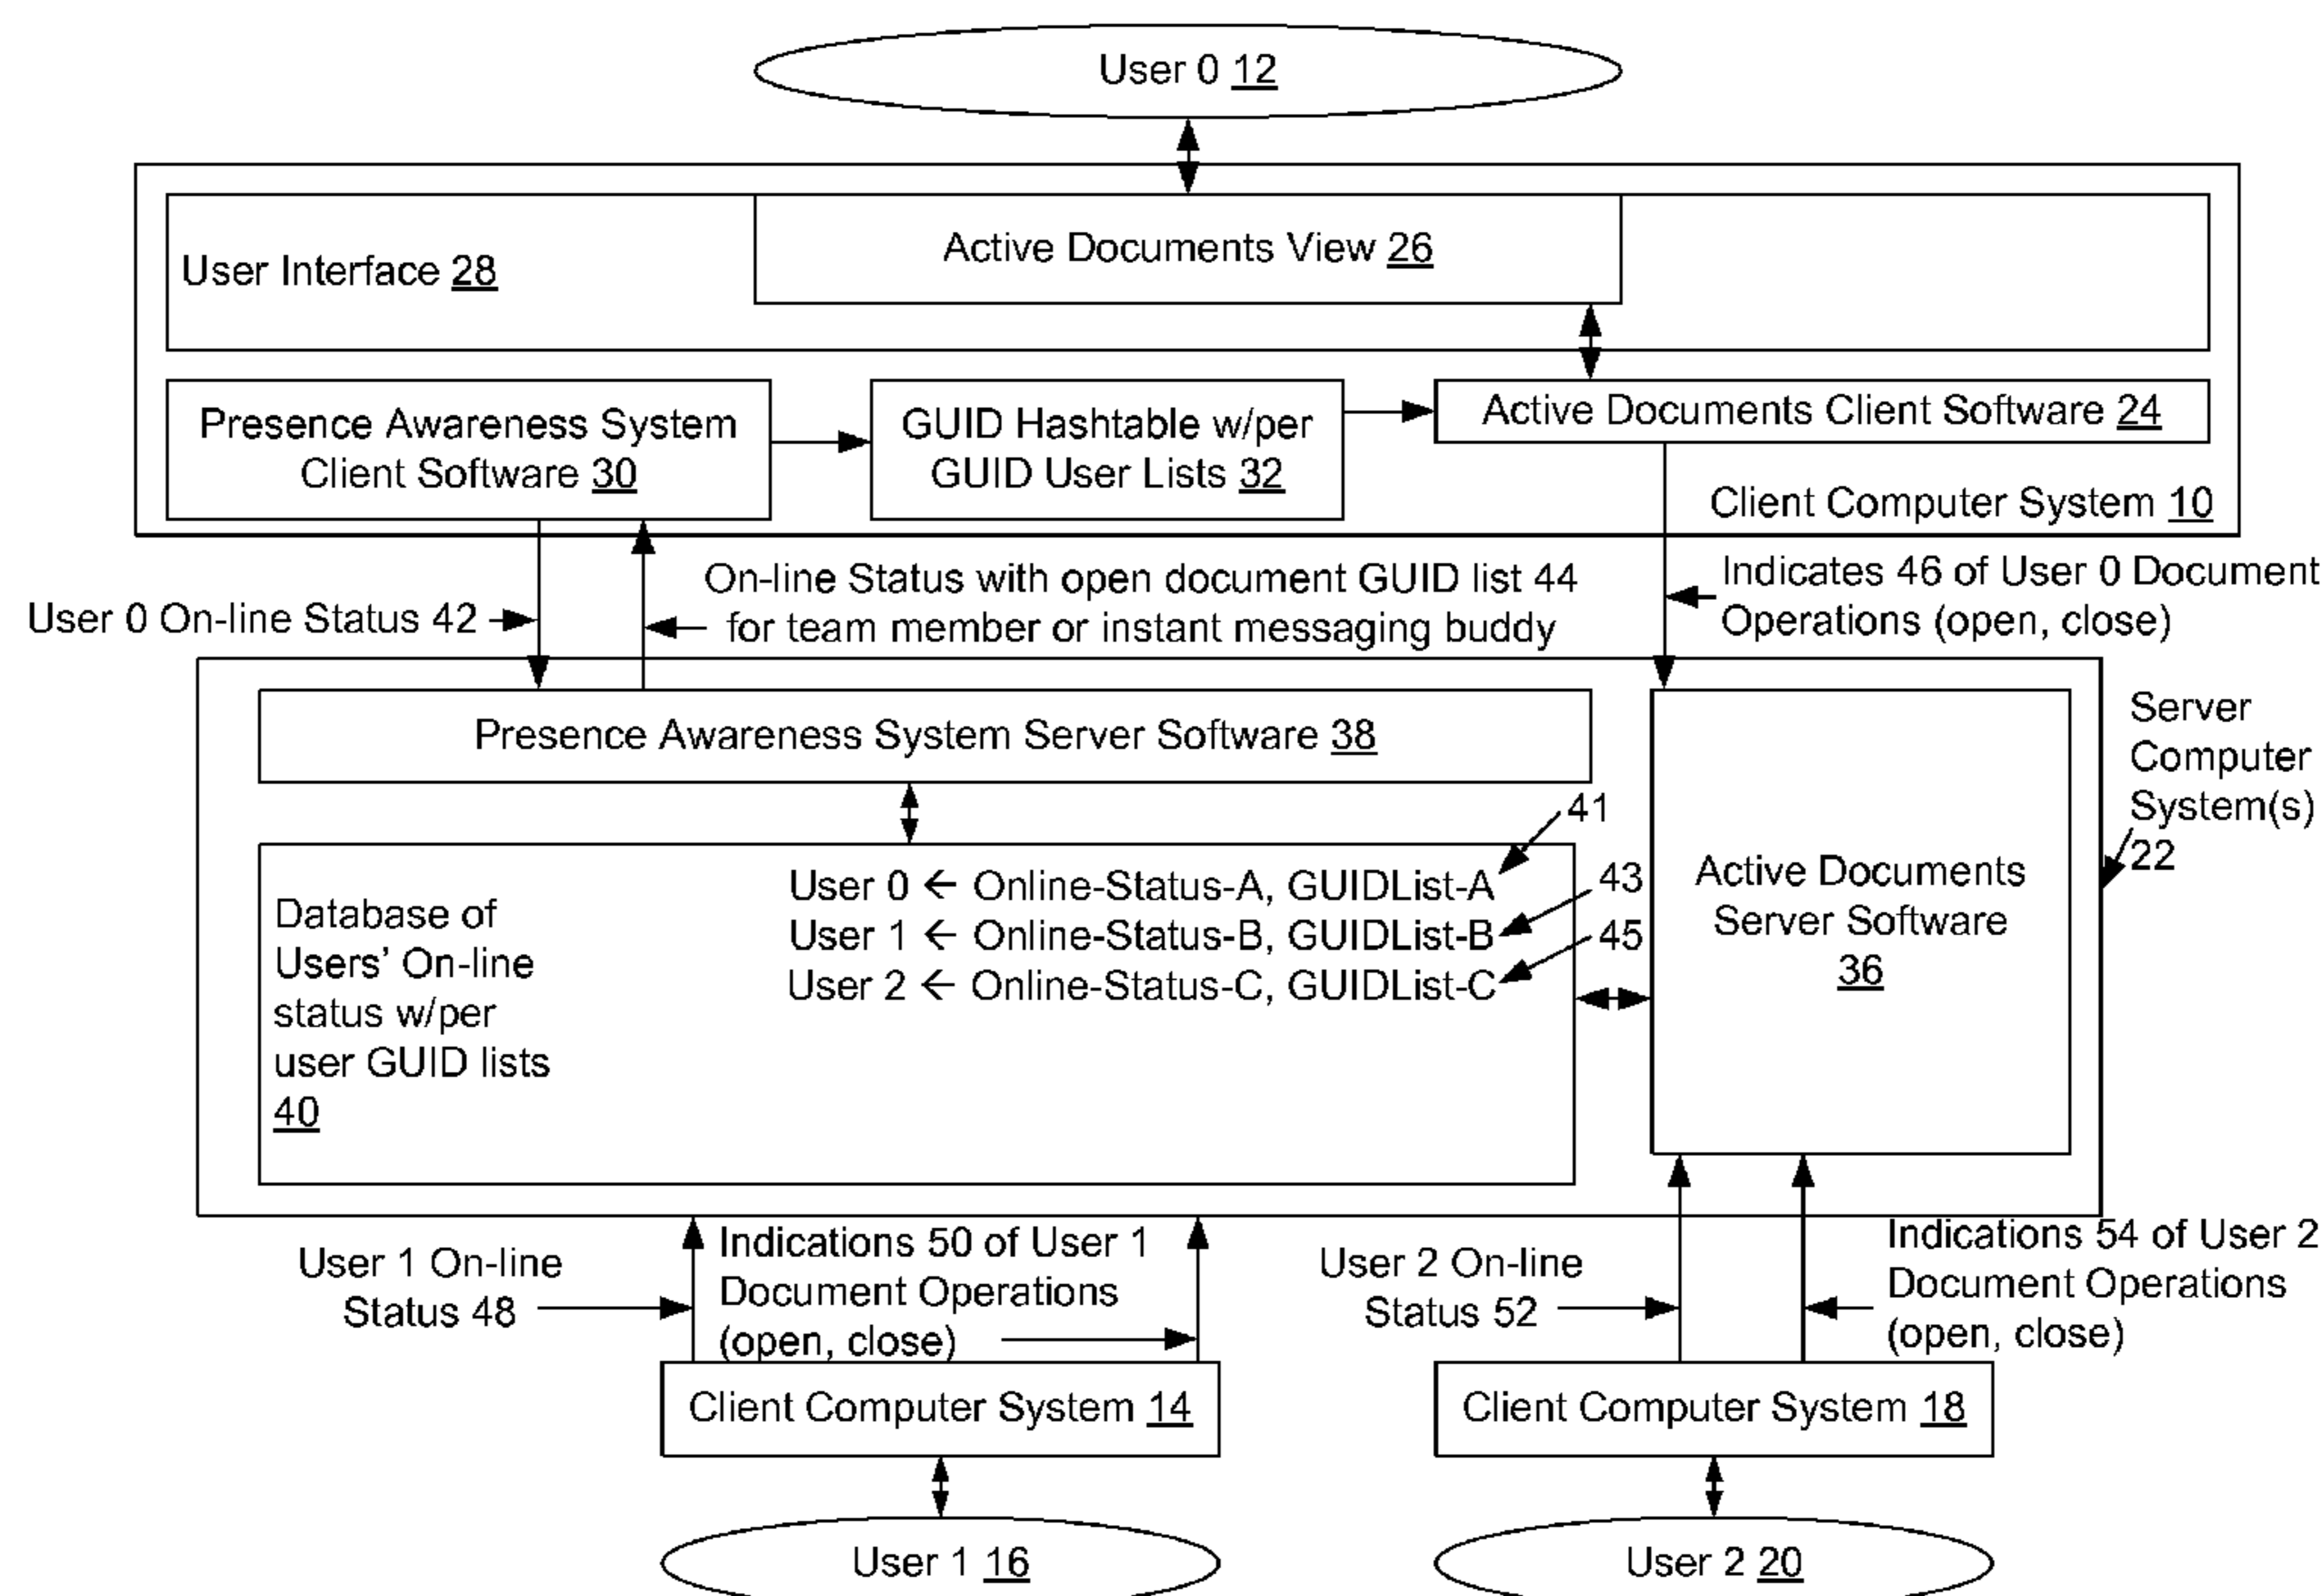 User 0 12
Active Documents View 26
User Interface 28
Presence Awareness System
Client Software 30
GUID Hashtable w/per
GUID User Lists 32
Active Documents Client Software 24
Client Computer System 10
User 0 On-line Status 42
On-line Status with open document GUID list 44
for team member or instant messaging buddy
Indicates 46 of User 0 Document
Operations (open, close)
Presence Awareness System Server Software 38
Server
Computer
System(s)
22
41
43
45
User 0 ← Online-Status-A, GUIDList-A
User 1 ← Online-Status-B, GUIDList-B
User 2 ← Online-Status-C, GUIDList-C
Database of
Users' On-line
status w/per
user GUID lists
40
Active Documents
Server Software
36
User 1 On-line
Status 48
Indications 50 of User 1
Document Operations
(open, close)
User 2 On-line
Status 52
Indications 54 of User 2
Document Operations
(open, close)
Client Computer System 14
Client Computer System 18
User 1 16
User 2 20